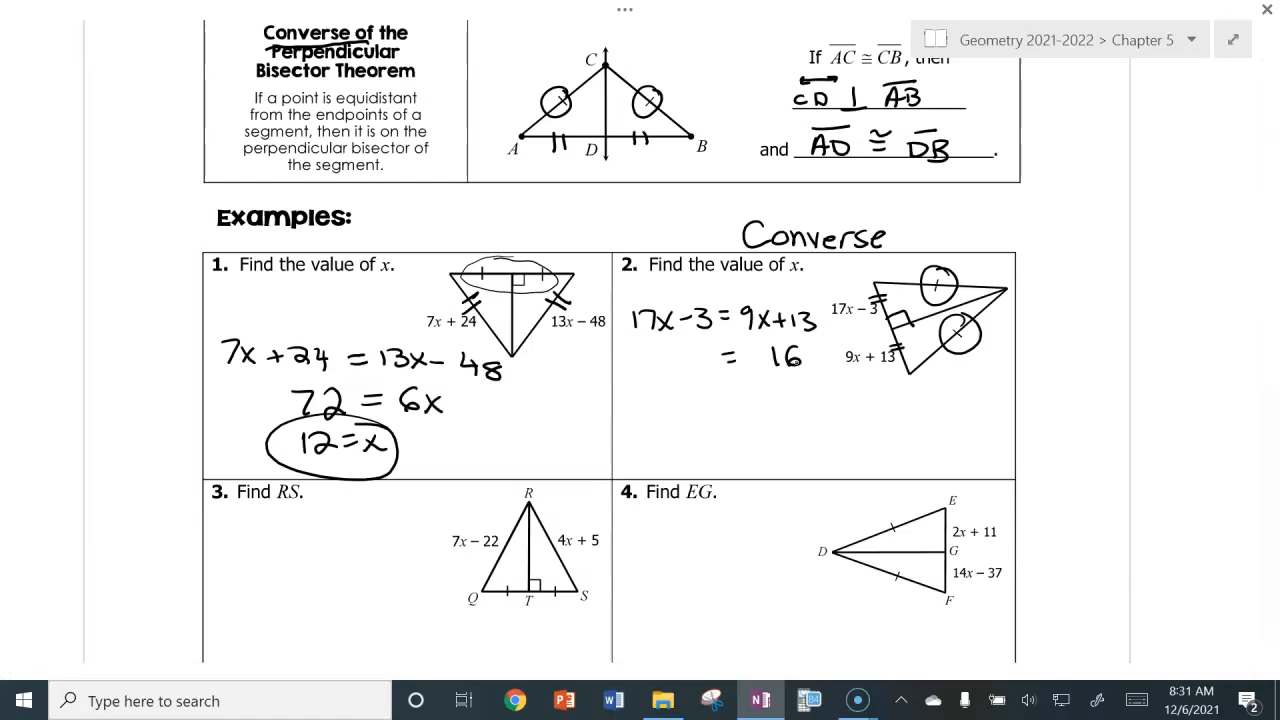 Geometry 2021-2022 > Chapter 5
Converse of the
Perpendicular
Bisector Theorem
If a point is equidistant
from the endpoints of a
segment, then it is on the
perpendicular bisector of
the segment.
C
A
D
B
If AC ≅ CB, then
CD ⊥ AB
and AD ≅ DB.
Examples:
Converse
1. Find the value of x.
7x + 24
13x – 48
7x + 24 = 13x - 48
72 = 6x
12 = x
2. Find the value of x.
17x – 3
9x + 13
17x - 3 = 9x + 13
= 16
3. Find RS.
R
7x – 22
4x + 5
Q
T
S
4. Find EG.
E
2x + 11
D
G
14x – 37
F
Type here to search
8:31 AM
12/6/2021
2